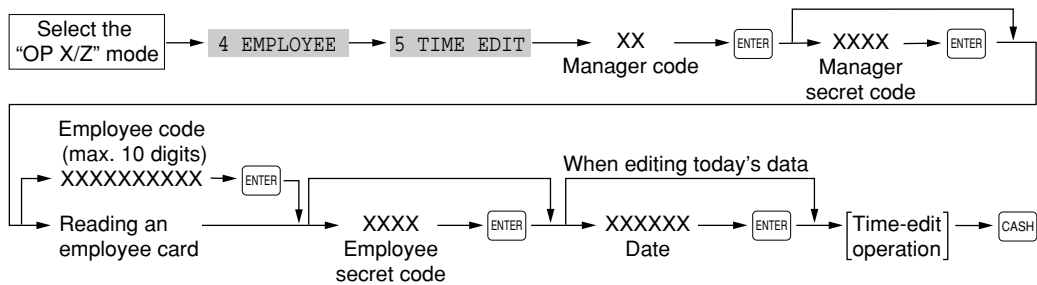 Select the
“OP X/Z” mode
4 EMPLOYEE
5 TIME EDIT
XX
Manager code
ENTER
XXXX
Manager
secret code
ENTER
Employee code
(max. 10 digits)
XXXXXXXXXX
ENTER
Reading an
employee card
XXXX
Employee
secret code
ENTER
When editing today’s data
XXXXXX
Date
ENTER
Time-edit
operation
CASH